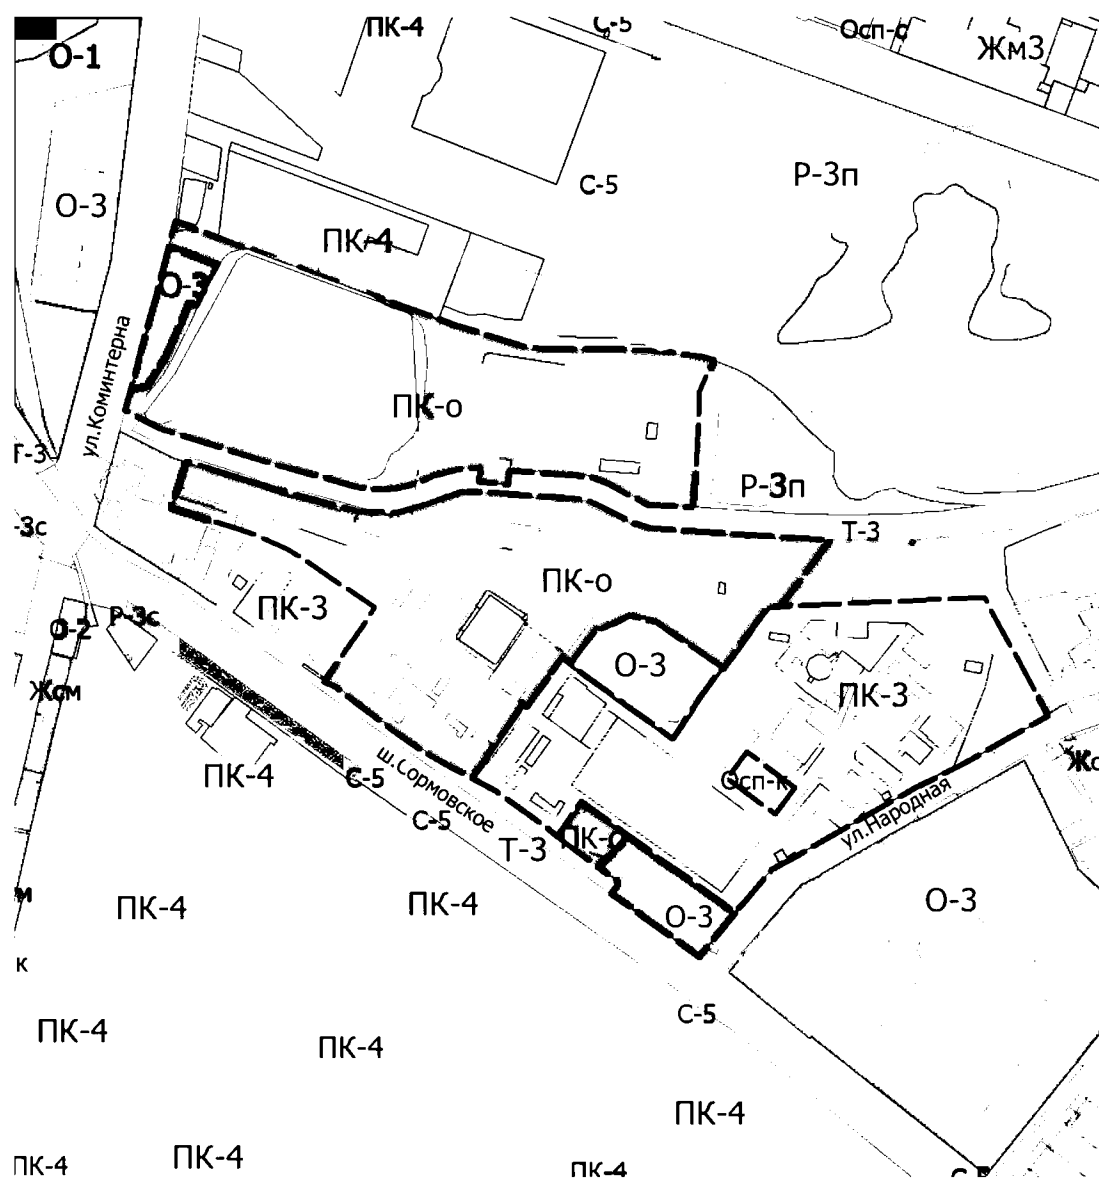 ПК-4
С-5
Осп-с
О-1
Жм3
Р-3п
С-5
О-3
ПК-4
О-3
ул.Коминтерна
ПК-о
Т-3
Р-3п
-3с
Т-3
ПК-о
ПК-3
Р-3с
О-2
О-3
Жсм
ПК-3
ПК-4
С-5
ш.Сормовское
Осп-к
Жс
ул.Народная
С-5
Т-3
ПК-о
м
ПК-4
ПК-4
О-3
О-3
к
С-5
ПК-4
ПК-4
ПК-4
ПК-4
ПК-4
ПК-4